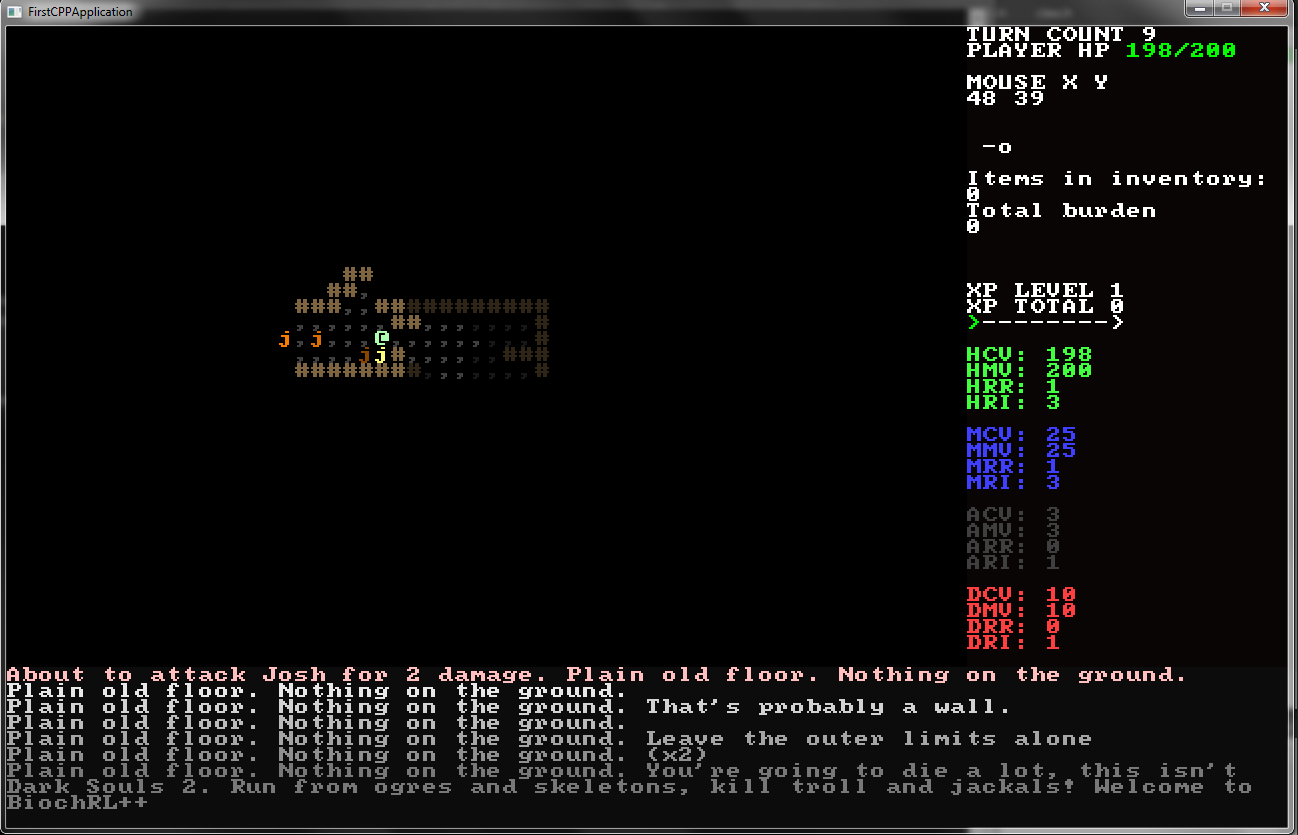 FirstCPPApplication
TURN COUNT 9
PLAYER HP 198/200
MOUSE X Y
48 39
-o
Items in inventory:
0
Total burden
0
XP LEVEL 1
XP TOTAL 0
>-------->
HCV: 198
HMV: 200
HRR: 1
HRI: 3
MCV: 25
MMV: 25
MRR: 1
MRI: 3
ACV: 3
AMV: 3
ARR: 0
ARI: 1
DCV: 10
DMV: 10
DRR: 0
DRI: 1
About to attack Josh for 2 damage. Plain old floor. Nothing on the ground.
Plain old floor. Nothing on the ground.
Plain old floor. Nothing on the ground. That's probably a wall.
Plain old floor. Nothing on the ground.
Plain old floor. Nothing on the ground. Leave the outer limits alone
Plain old floor. Nothing on the ground. (x2)
Plain old floor. Nothing on the ground. You're going to die a lot, this isn't
Dark Souls 2. Run from ogres and skeletons, kill troll and jackals! Welcome to
BiochRL++